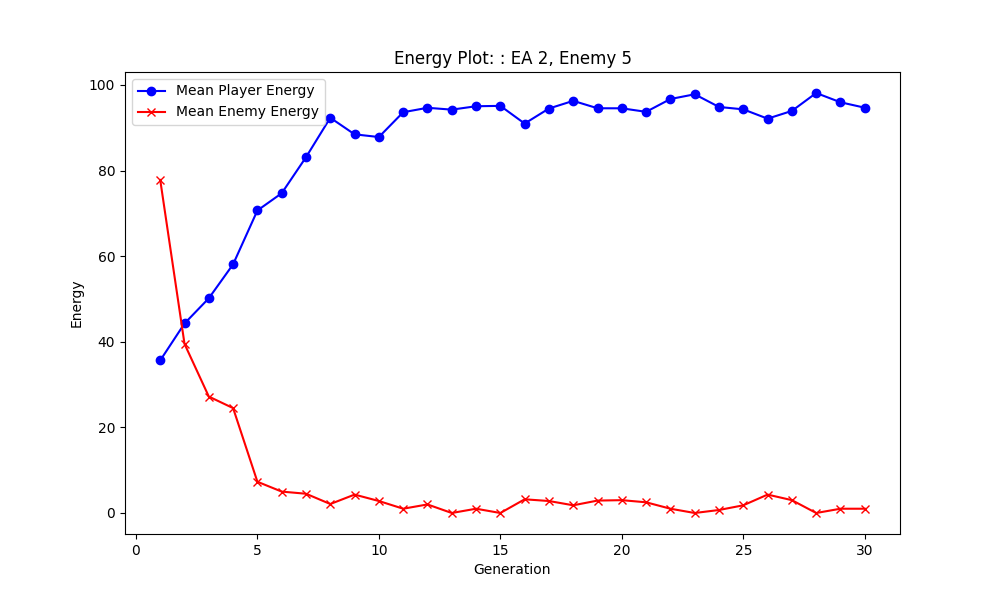 Energy Plot: : EA 2, Enemy 5
Mean Player Energy
Mean Enemy Energy
100
80
60
40
20
0
Energy
0 5 10 15 20 25 30
Generation